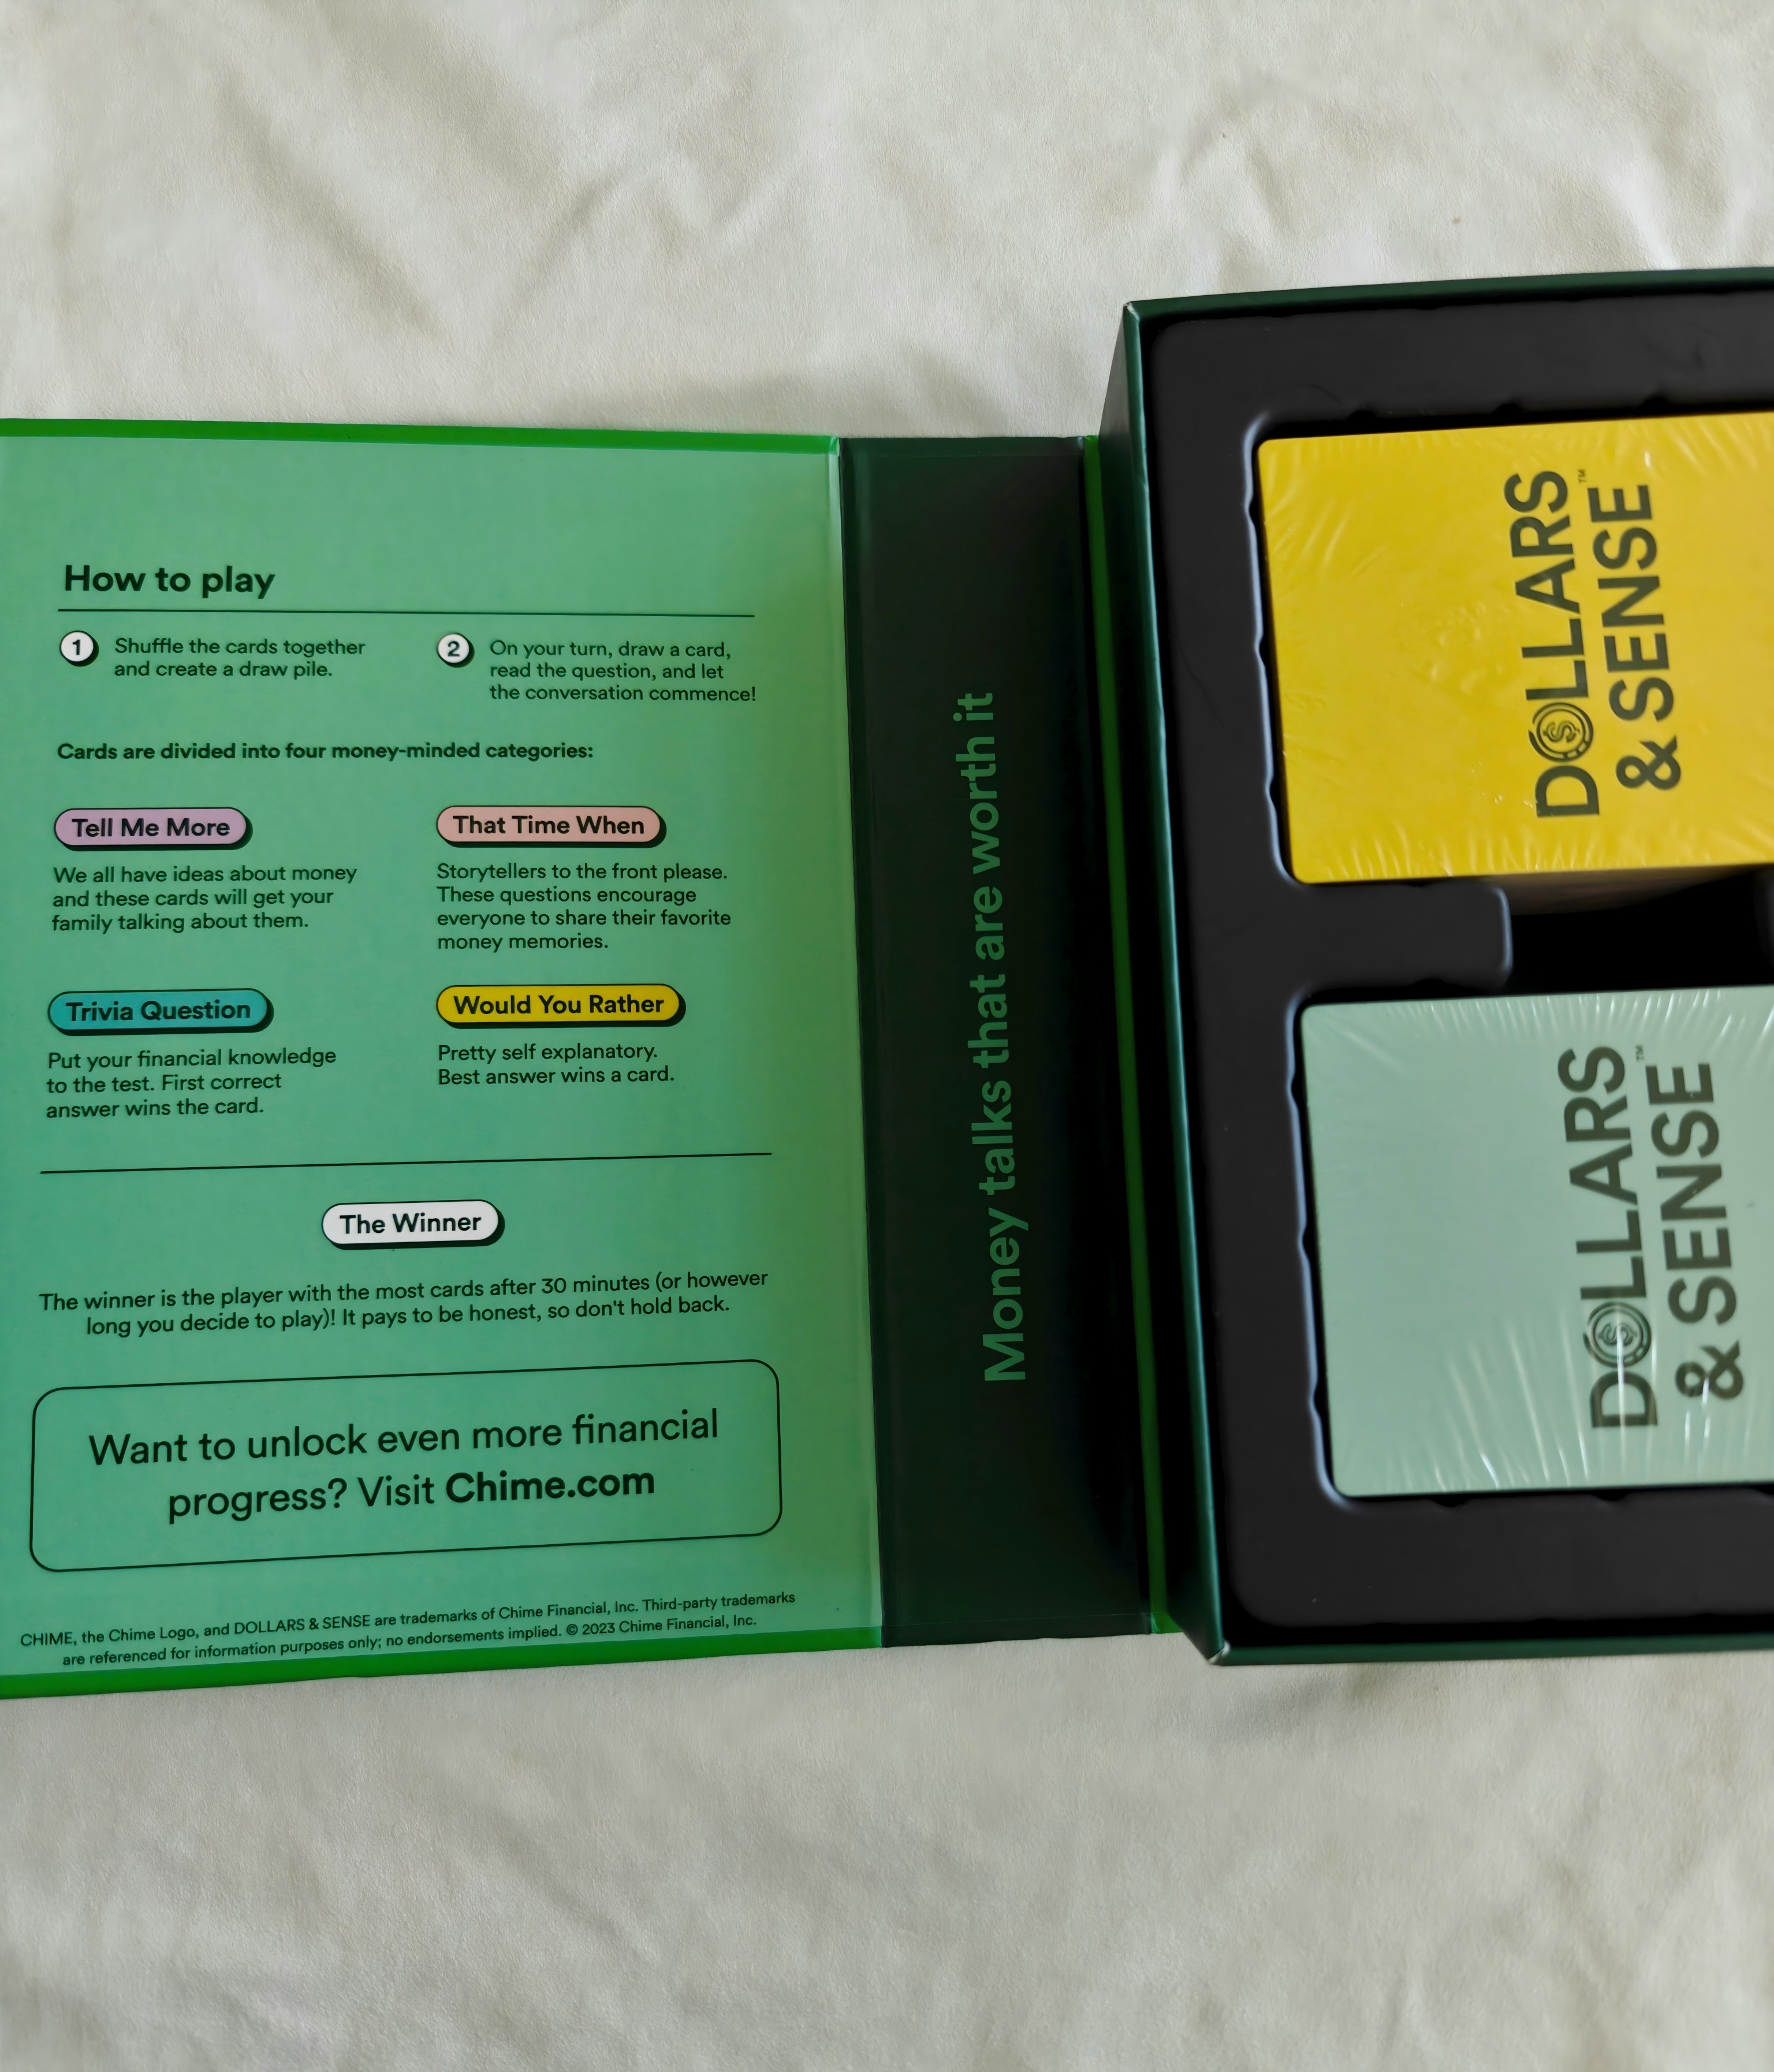 How to play
1
Shuffle the cards together
and create a draw pile.
2
On your turn, draw a card,
read the question, and let
the conversation commence!
Cards are divided into four money-minded categories:
Tell Me More
We all have ideas about money
and these cards will get your
family talking about them.
That Time When
Storytellers to the front please.
These questions encourage
everyone to share their favorite
money memories.
Trivia Question
Put your financial knowledge
to the test. First correct
answer wins the card.
Would You Rather
Pretty self explanatory.
Best answer wins a card.
The Winner
The winner is the player with the most cards after 30 minutes (or however
long you decide to play)! It pays to be honest, so don't hold back.
Want to unlock even more financial
progress? Visit Chime.com
CHIME, the Chime Logo, and DOLLARS & SENSE are trademarks of Chime Financial, Inc. Third-party trademarks
are referenced for information purposes only; no endorsements implied. © 2023 Chime Financial, Inc.
Money talks that are worth it
DOLLARS
& SENSE™
DOLLARS
& SENSE™